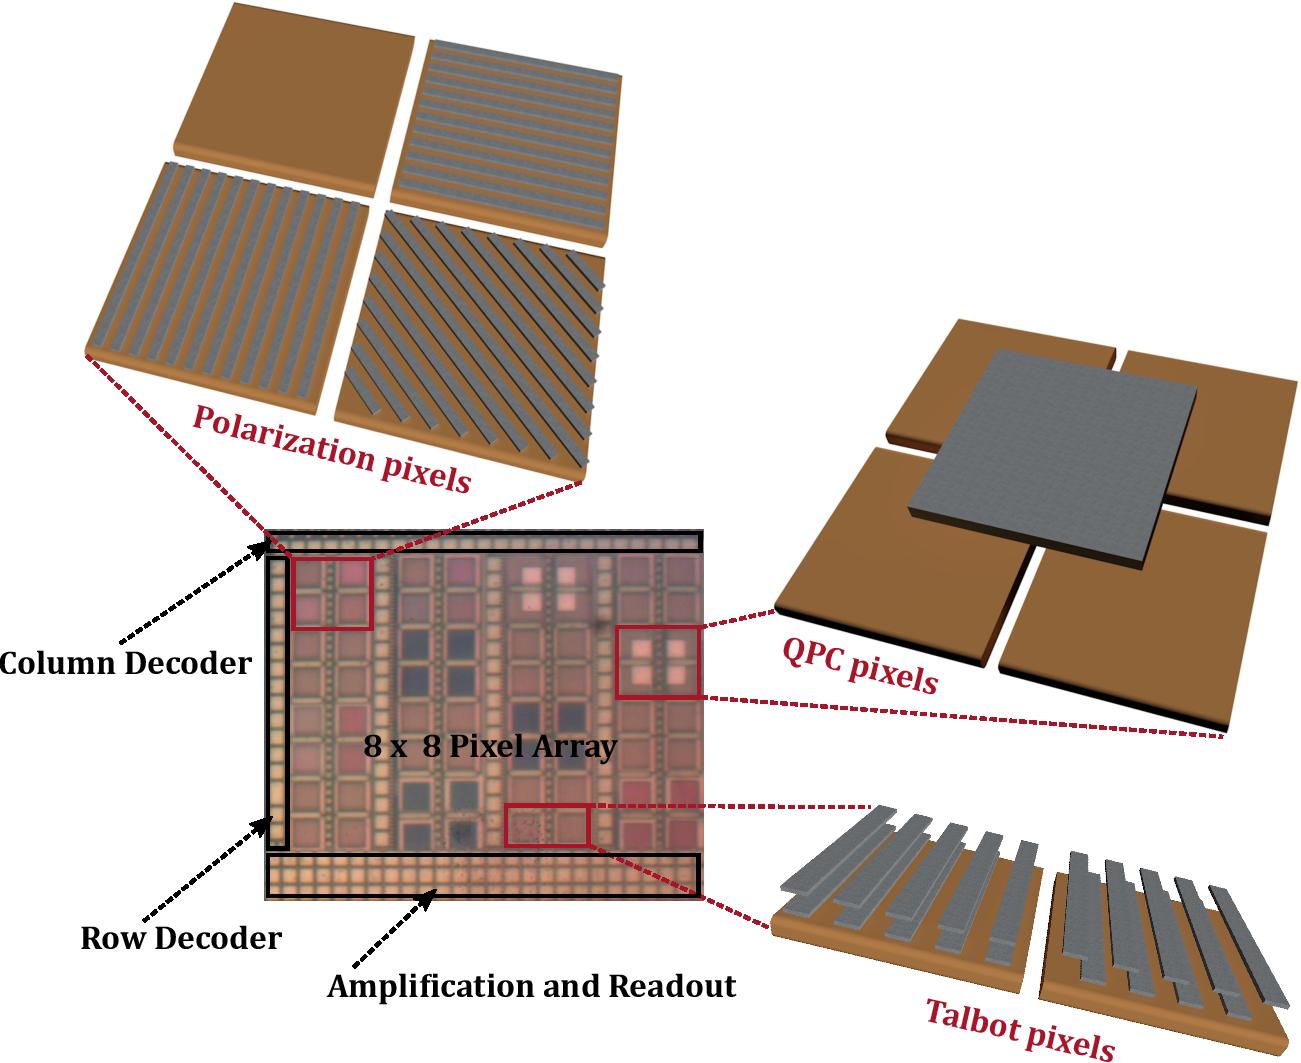 Polarization pixels
Column Decoder
QPC pixels
8 x 8 Pixel Array
Row Decoder
Amplification and Readout
Talbot pixels